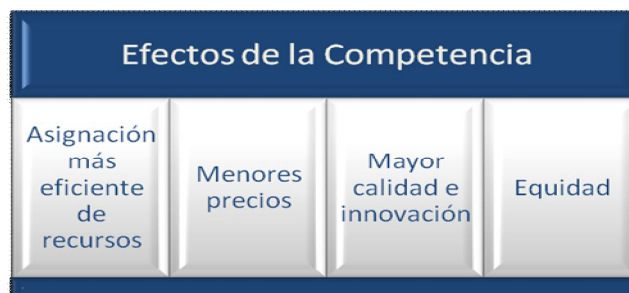 Efectos de la Competencia
Asignación
más
eficiente
de
recursos
Menores
precios
Mayor
calidad e
innovación
Equidad